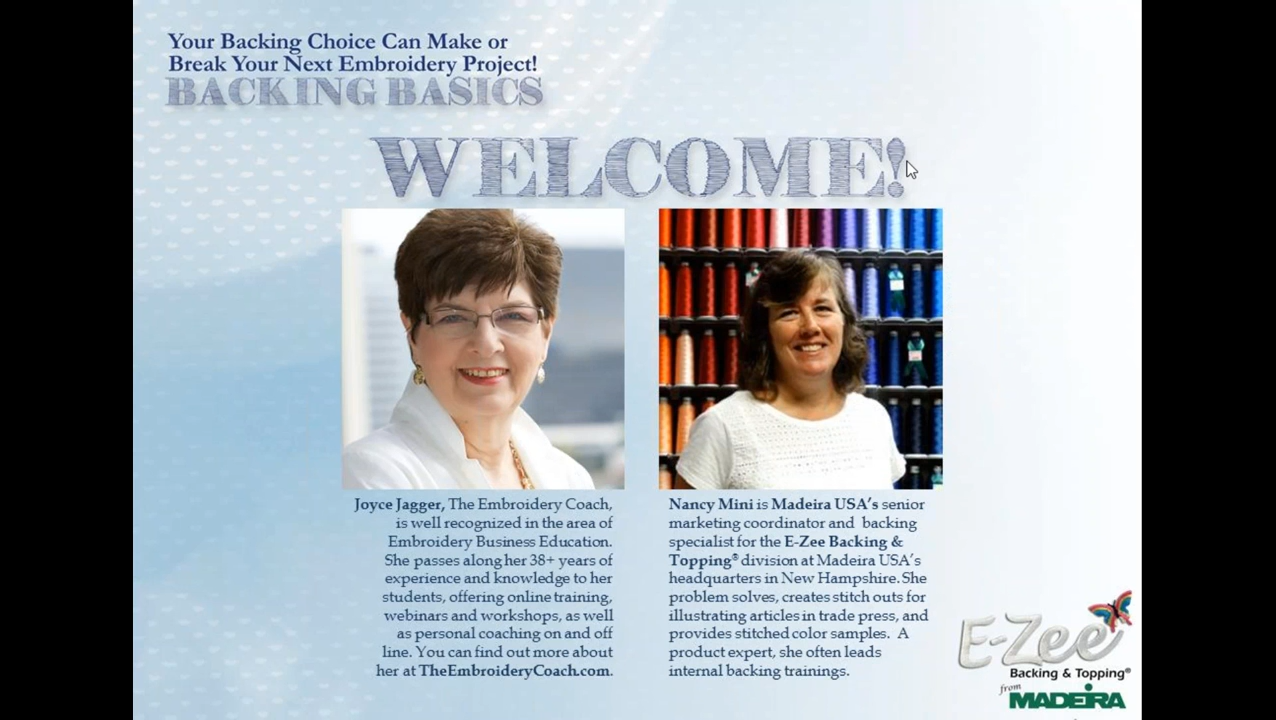 Your Backing Choice Can Make or
Break Your Next Embroidery Project!
BACKING BASICS
WELCOME!
Joyce Jagger, The Embroidery Coach,
is well recognized in the area of
Embroidery Business Education.
She passes along her 38+ years of
experience and knowledge to her
students, offering online training,
webinars and workshops, as well
as personal coaching on and off
line. You can find out more about
her at TheEmbroideryCoach.com.
Nancy Mini is Madeira USA's senior
marketing coordinator and backing
specialist for the E-Zee Backing &
Topping® division at Madeira USA's
headquarters in New Hampshire. She
problem solves, creates stitch outs for
illustrating articles in trade press, and
provides stitched color samples. A
product expert, she often leads
internal backing trainings.
E-Zee
Backing & Topping®
from
MADEIRA